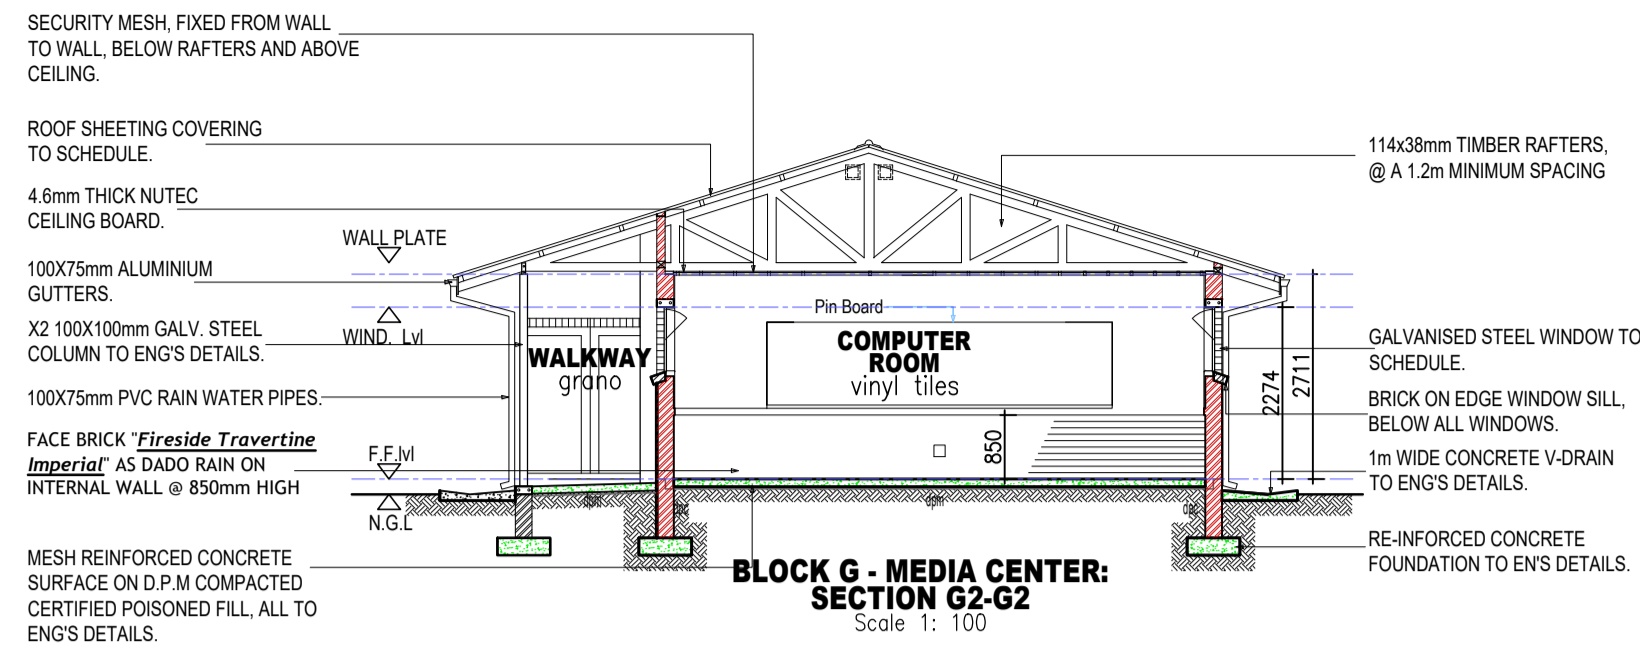 SECURITY MESH, FIXED FROM WALL
TO WALL, BELOW RAFTERS AND ABOVE
CEILING.
ROOF SHEETING COVERING
TO SCHEDULE.
4.6mm THICK NUTEC
CEILING BOARD.
WALL PLATE
100X75mm ALUMINIUM
GUTTERS.
X2 100X100mm GALV. STEEL
COLUMN TO ENG'S DETAILS.
WIND. Lvl
100X75mm PVC RAIN WATER PIPES.
FACE BRICK "Fireside Travertine
Imperial" AS DADO RAIN ON
INTERNAL WALL @ 850mm HIGH
F.F.lvl
N.G.L
MESH REINFORCED CONCRETE
SURFACE ON D.P.M COMPACTED
CERTIFIED POISONED FILL, ALL TO
ENG'S DETAILS.
WALKWAY
grano
Pin Board
COMPUTER
ROOM
vinyl tiles
850
2274
2711
dpm
dpc
dpm
dpc
114x38mm TIMBER RAFTERS,
@ A 1.2m MINIMUM SPACING
GALVANISED STEEL WINDOW TO
SCHEDULE.
BRICK ON EDGE WINDOW SILL,
BELOW ALL WINDOWS.
1m WIDE CONCRETE V-DRAIN
TO ENG'S DETAILS.
RE-INFORCED CONCRETE
FOUNDATION TO EN'S DETAILS.
BLOCK G - MEDIA CENTER:
SECTION G2-G2
Scale 1: 100